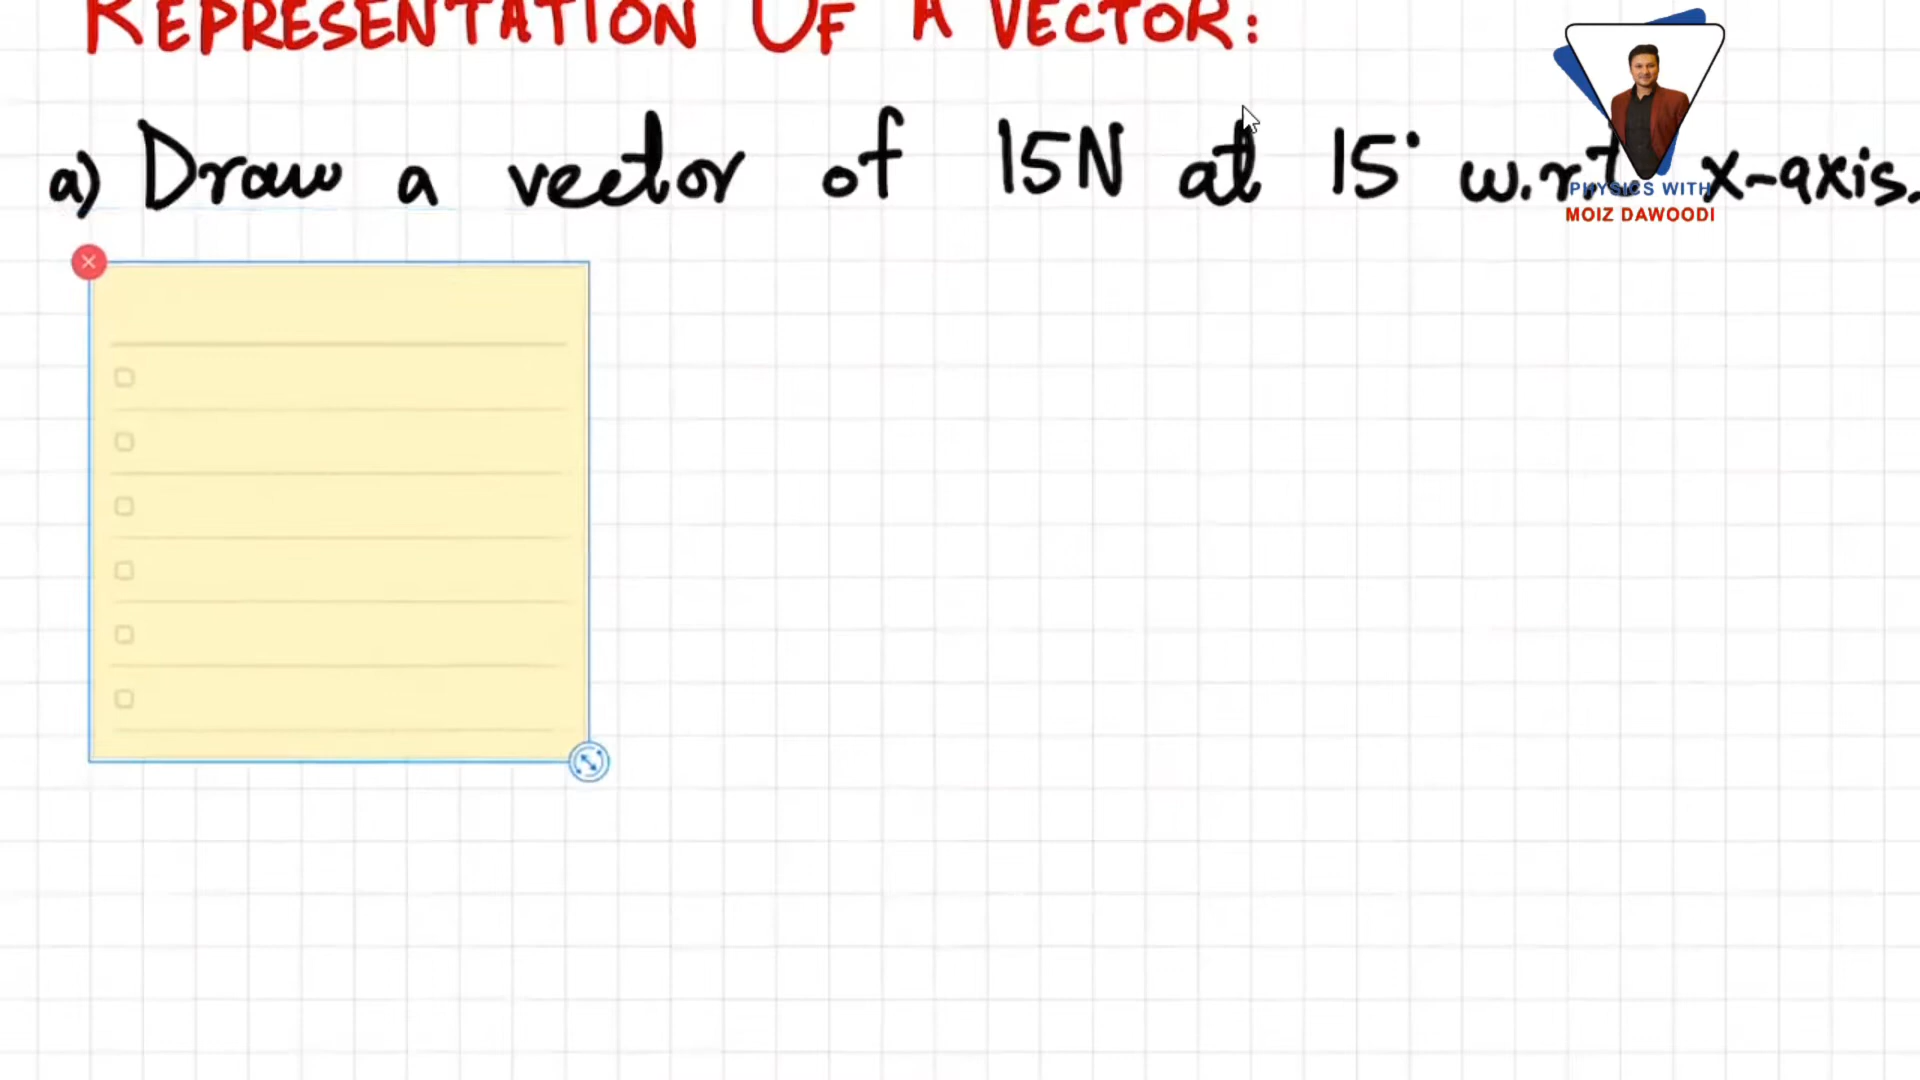 REPRESENTATION OF A VECTOR:
a) Draw a vector of 15N at 15° w.r.t x-axis.
PHYSICS WITH
MOIZ DAWOODI